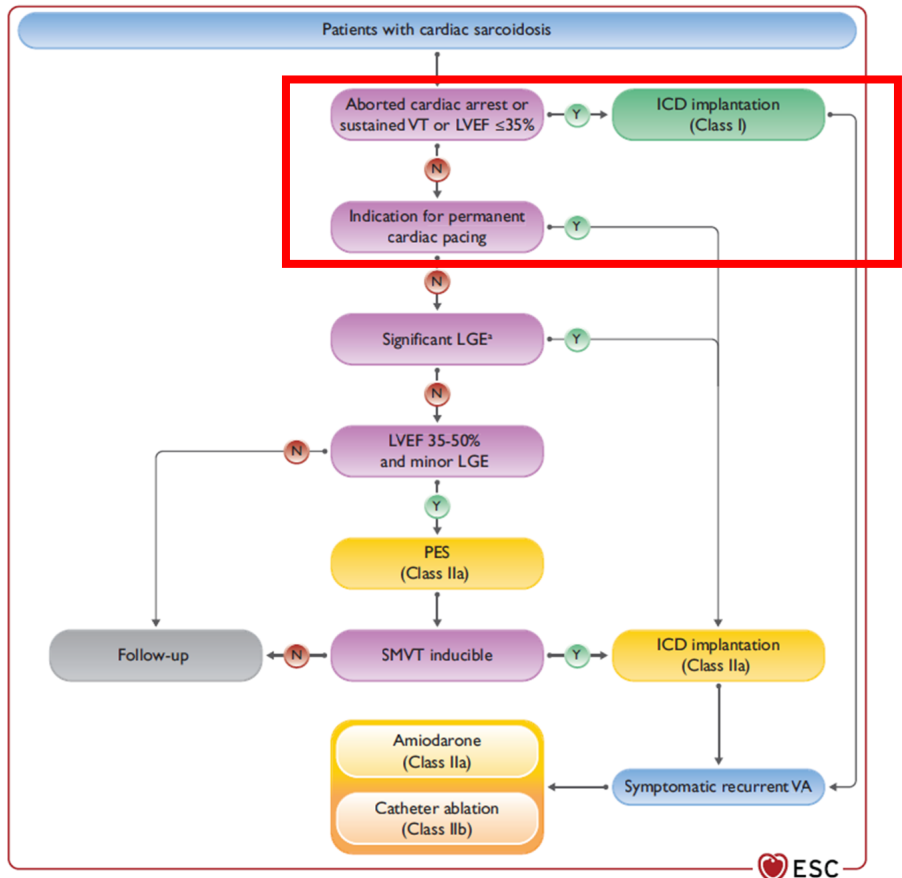 Patients with cardiac sarcoidosis
Aborted cardiac arrest or
sustained VT or LVEF ≤35%
Y
ICD implantation
(Class I)
N
Indication for permanent
cardiac pacing
Y
N
Significant LGEᵃ
Y
N
LVEF 35-50%
and minor LGE
N
Y
PES
(Class IIa)
Follow-up
N
SMVT inducible
Y
ICD implantation
(Class IIa)
Amiodarone
(Class IIa)
Catheter ablation
(Class IIb)
Symptomatic recurrent VA
ESC